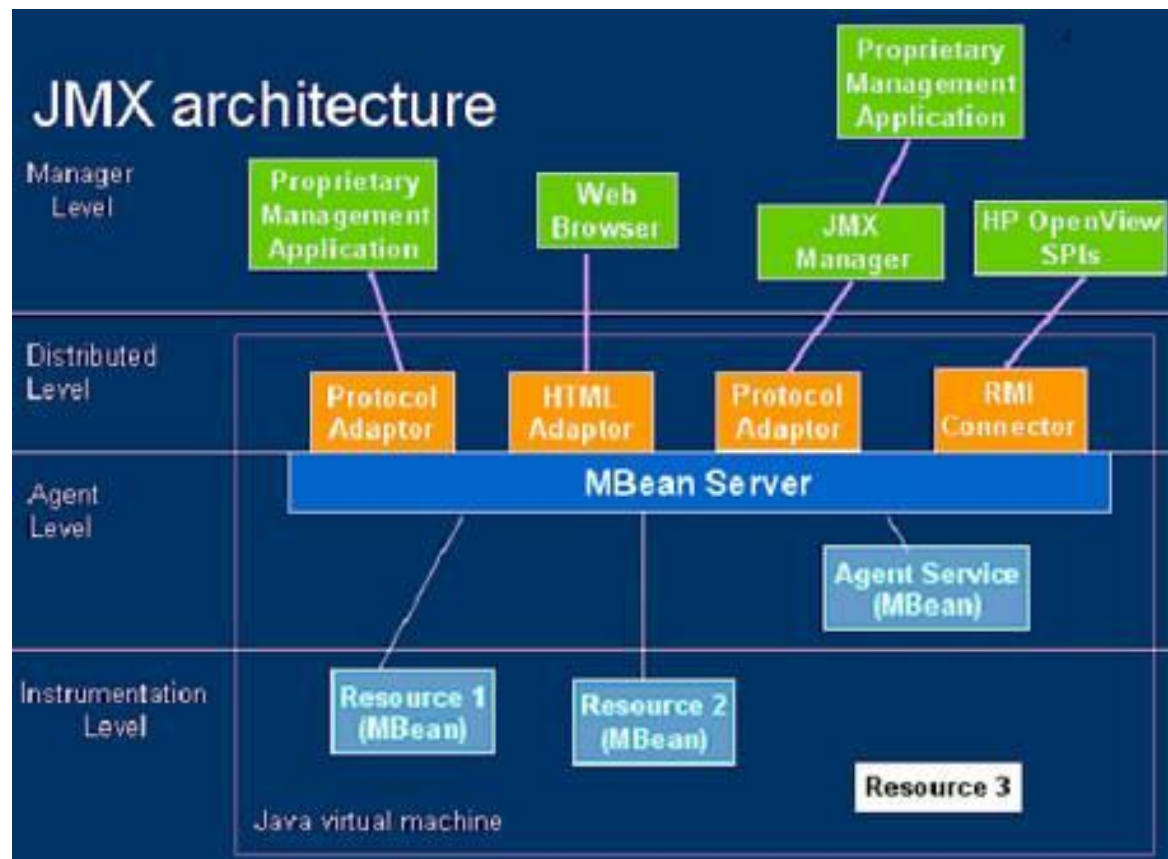 JMX architecture
Proprietary
Management
Application
Manager
Level
Proprietary
Management
Application
Web
Browser
JMX
Manager
HP OpenView
SPIs
Distributed
Level
Protocol
Adaptor
HTML
Adaptor
Protocol
Adaptor
RMI
Connector
Agent
Level
MBean Server
Agent Service
(MBean)
Instrumentation
Level
Resource 1
(MBean)
Resource 2
(MBean)
Resource 3
Java virtual machine